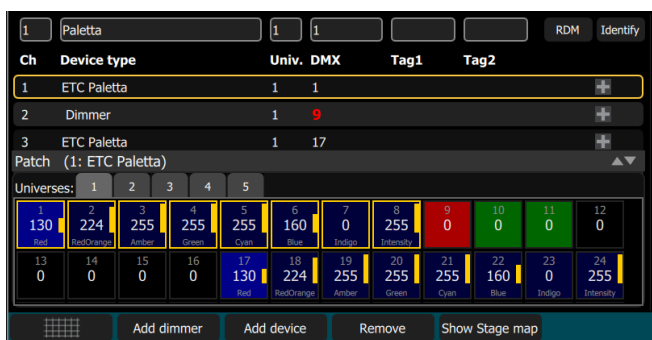 1 Paletta 1 1 RDM Identify
Ch Device type Univ. DMX Tag1 Tag2
1 ETC Paletta 1 1
2 Dimmer 1 9
3 ETC Paletta 1 17
Patch (1: ETC Paletta)
Universes: 1 2 3 4 5
1 2 3 4 5 6 7 8 9 10 11 12
130 224 255 255 255 160 0 255 0 0 0 0
Red RedOrange Amber Green Cyan Blue Indigo Intensity
13 14 15 16 17 18 19 20 21 22 23 24
0 0 0 0 130 224 255 255 255 160 0 255
Red RedOrange Amber Green Cyan Blue Indigo Intensity
Add dimmer Add device Remove Show Stage map